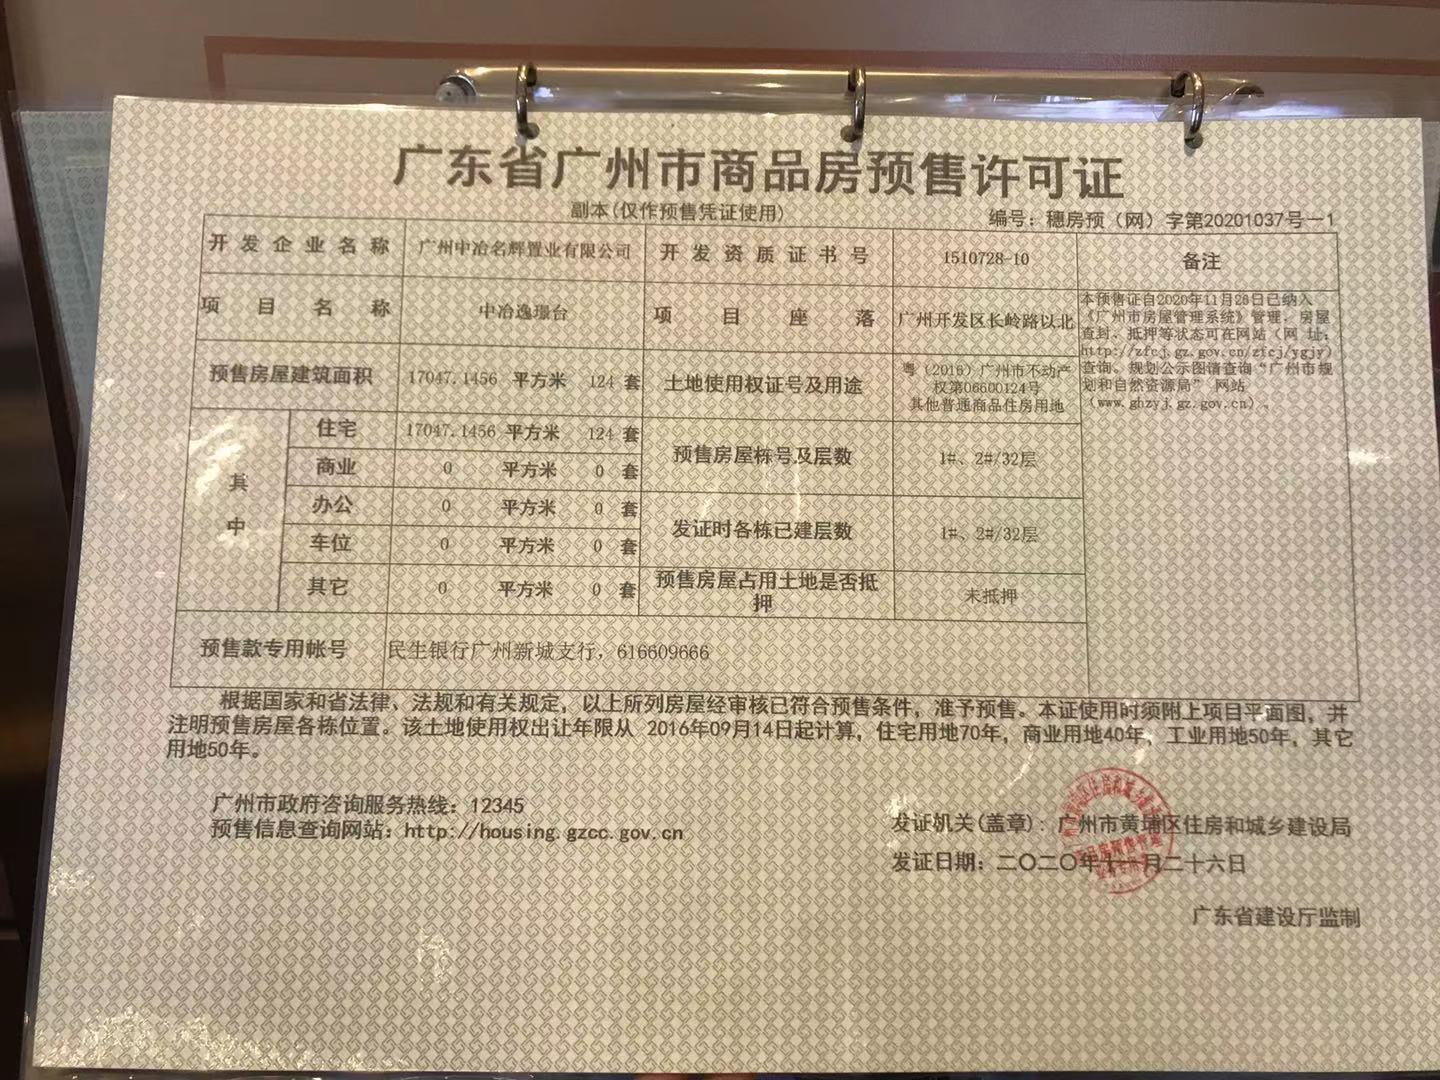 广东省广州市商品房预售许可证
副本(仅作预售凭证使用)
编号：穗房预（网）字第20201037号—1
开发企业名称 广州中冶名辉置业有限公司 开发资质证书号 1510728-10 备注
项目名称 中冶逸璟台 项目座落 广州开发区长岭路以北
本预售证自2020年11月26日已纳入
《广州市房屋管理系统》管理，房屋
查封、抵押等状态可在网站（网 址：
http://zfcj.gz.gov.cn/zfcj/ygjy）
查询。规划公示图请查询“广州市规
划和自然资源局” 网站
（www.ghzyj.gz.gov.cn）。
预售房屋建筑面积 17047.1456 平方米 124 套 土地使用权证号及用途
粤（2016）广州市不动产
权第06600124号
其他普通商品住房用地
其中
住宅 17047.1456 平方米 124 套
商业 0 平方米 0 套
预售房屋栋号及层数 1#、2#/32层
办公 0 平方米 0 套
车位 0 平方米 0 套
发证时各栋已建层数 1#、2#/32层
其它 0 平方米 0 套
预售房屋占用土地是否抵
押
未抵押
预售款专用帐号 民生银行广州新城支行，616609666
根据国家和省法律、法规和有关规定，以上所列房屋经审核已符合预售条件，准予预售。本证使用时须附上项目平面图，并
注明预售房屋各栋位置。该土地使用权出让年限从 2016年09月14日起计算，住宅用地70年，商业用地40年，工业用地50年，其它
用地50年。
广州市政府咨询服务热线：12345
预售信息查询网站：http://housing.gzcc.gov.cn
发证机关(盖章)：广州市黄埔区住房和城乡建设局
发证日期：二〇二〇年十一月二十六日
广东省建设厅监制